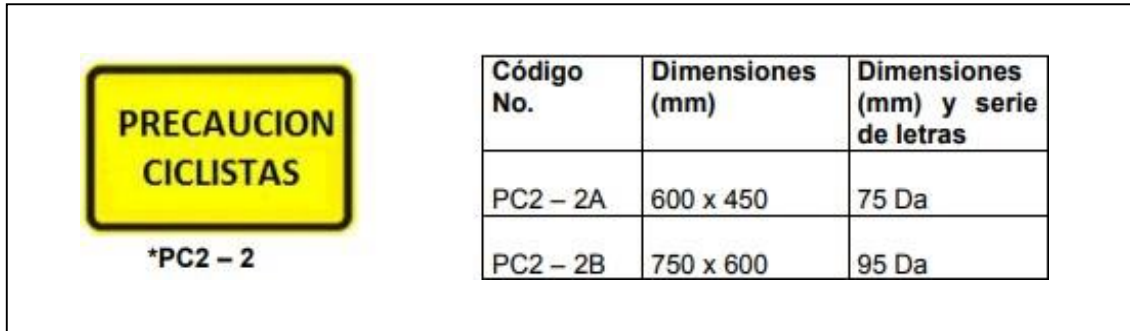 PRECAUCION
CICLISTAS
*PC2 – 2
Código No. Dimensiones (mm) Dimensiones (mm) y serie de letras
PC2 – 2A 600 x 450 75 Da
PC2 – 2B 750 x 600 95 Da